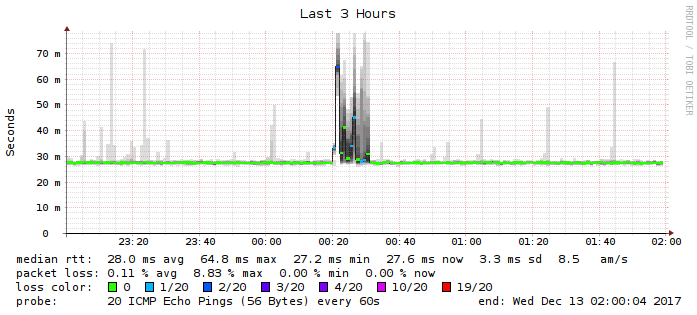 Last 3 Hours
RRDTOOL / TOBI OETIKER
Seconds
70 m
60 m
50 m
40 m
30 m
20 m
10 m
0
23:20 23:40 00:00 00:20 00:40 01:00 01:20 01:40 02:00
median rtt: 28.0 ms avg 64.8 ms max 27.2 ms min 27.6 ms now 3.3 ms sd 8.5 am/s
packet loss: 0.11 % avg 8.83 % max 0.00 % min 0.00 % now
loss color: 0 1/20 2/20 3/20 4/20 10/20 19/20
probe: 20 ICMP Echo Pings (56 Bytes) every 60s end: Wed Dec 13 02:00:04 2017